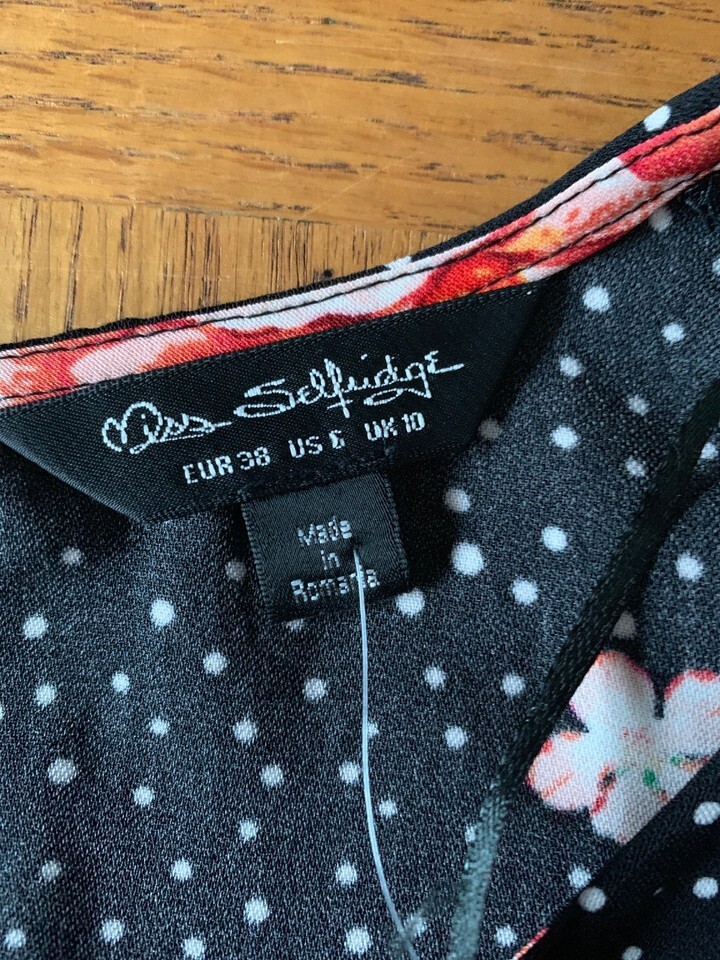 Miss Selfridge
EUR 38 US 6 UK 10
Made
in
Romania